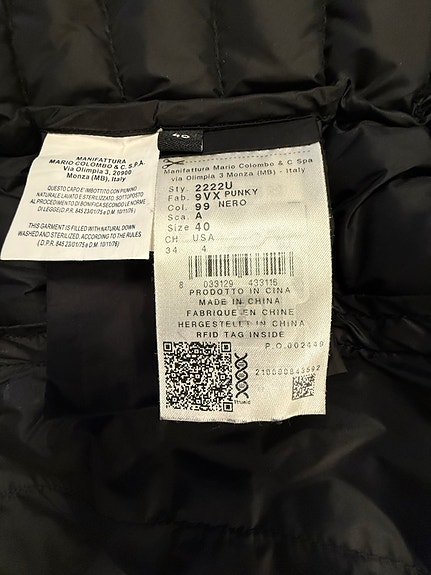 MANIFATTURA
MARIO COLOMBO & C. S.P.A.
via Olimpia 3, 20900
Monza (MB), Italy
QUESTO CAPO E' IMBOTTITO CON PIUMINO
NATURALE LAVATO E STERILIZZATO, SOTTOPOSTO
AL PROCEDIMENTO DI BONIFICA SECONDO LE NORME
DI LEGGE (D.P.R. 845 23/01/75 e D.M. 10/11/76)
THIS GARMENT IS FILLED WITH NATURAL DOWN
WASHED AND STERILIZED, ACCORDING TO THE RULES
(D.P.R. 845 23/01/75 e D.M. 10/11/76)
40
Manifattura Mario Colombo & C Spa
via Olimpia 3 Monza (MB) - Italy
Sty. 2222U
Fab. 9VX PUNKY
Col. 99 NERO
Sca. A
Size 40
CH USA
34 4
8 033129 433115
PRODOTTO IN CINA
MADE IN CHINA
FABRIQUE EN CHINE
HERGESTELLT IN CHINA
RFID TAG INSIDE
P.O.002449